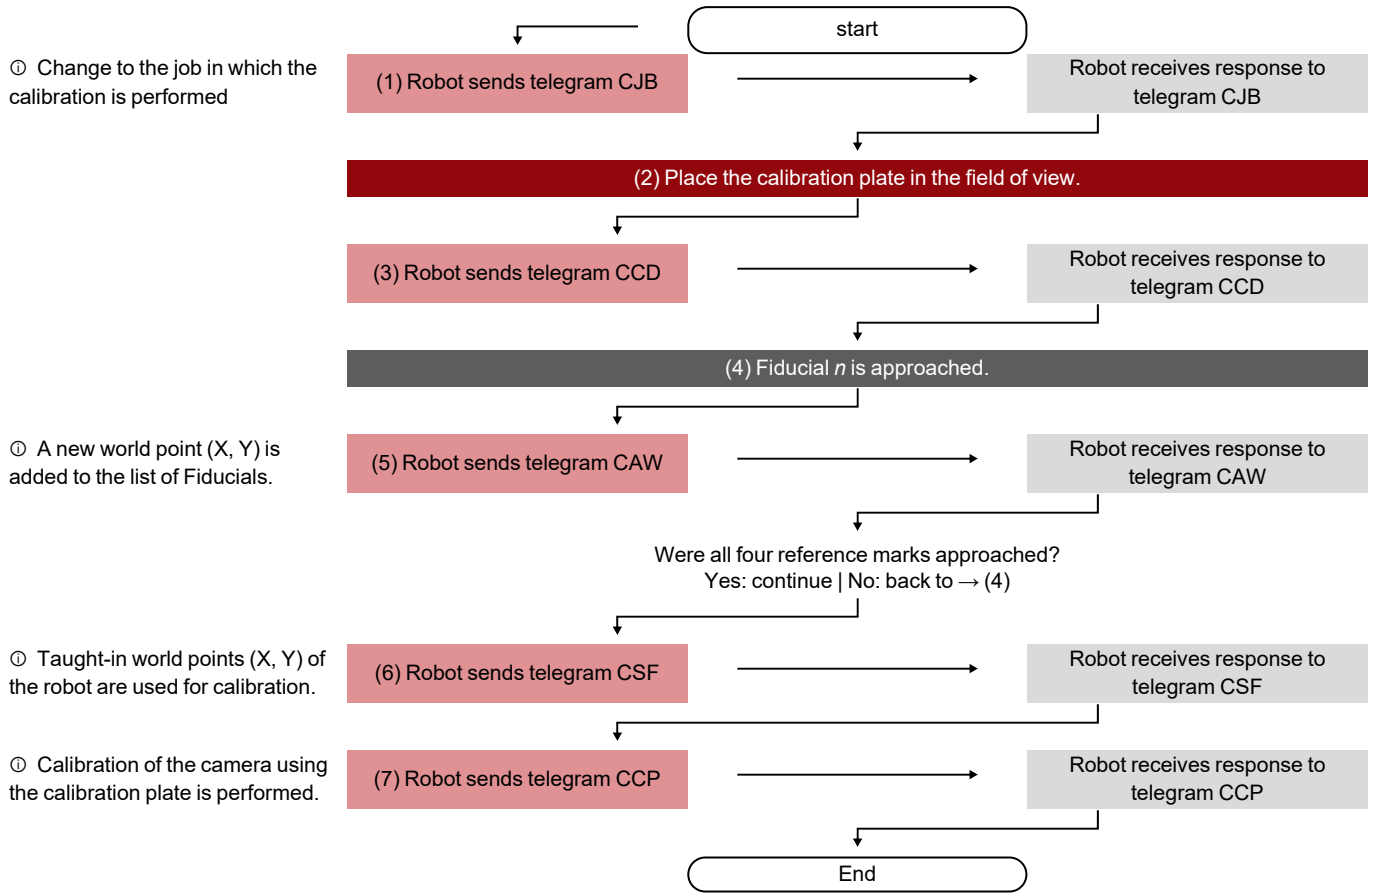 start
ⓘ Change to the job in which the
calibration is performed
(1) Robot sends telegram CJB
Robot receives response to
telegram CJB
(2) Place the calibration plate in the field of view.
(3) Robot sends telegram CCD
Robot receives response to
telegram CCD
(4) Fiducial n is approached.
ⓘ A new world point (X, Y) is
added to the list of Fiducials.
(5) Robot sends telegram CAW
Robot receives response to
telegram CAW
Were all four reference marks approached?
Yes: continue | No: back to → (4)
ⓘ Taught-in world points (X, Y) of
the robot are used for calibration.
(6) Robot sends telegram CSF
Robot receives response to
telegram CSF
ⓘ Calibration of the camera using
the calibration plate is performed.
(7) Robot sends telegram CCP
Robot receives response to
telegram CCP
End